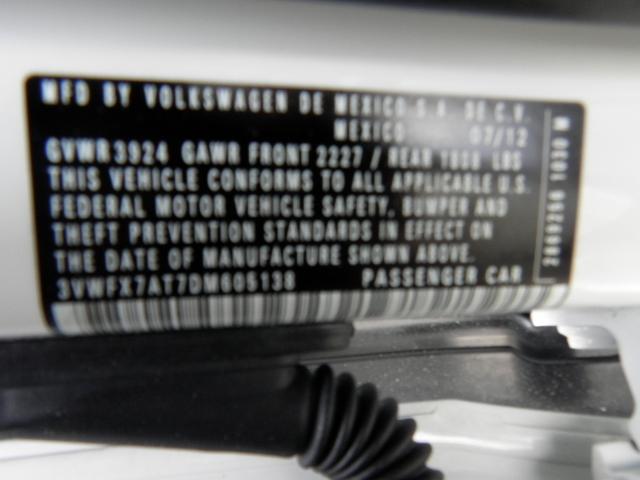 MFD BY VOLKSWAGEN DE MEXICO S.A. DE C.V.
MEXICO 07/12
GVWR 3924 GAWR FRONT 2227 / REAR LBS
THIS VEHICLE CONFORMS TO ALL APPLICABLE U.S.
FEDERAL MOTOR VEHICLE SAFETY, BUMPER AND
THEFT PREVENTION STANDARDS IN EFFECT ON
THE DATE OF MANUFACTURE SHOWN ABOVE.
3VWFX7AT7DM605138 PASSENGER CAR